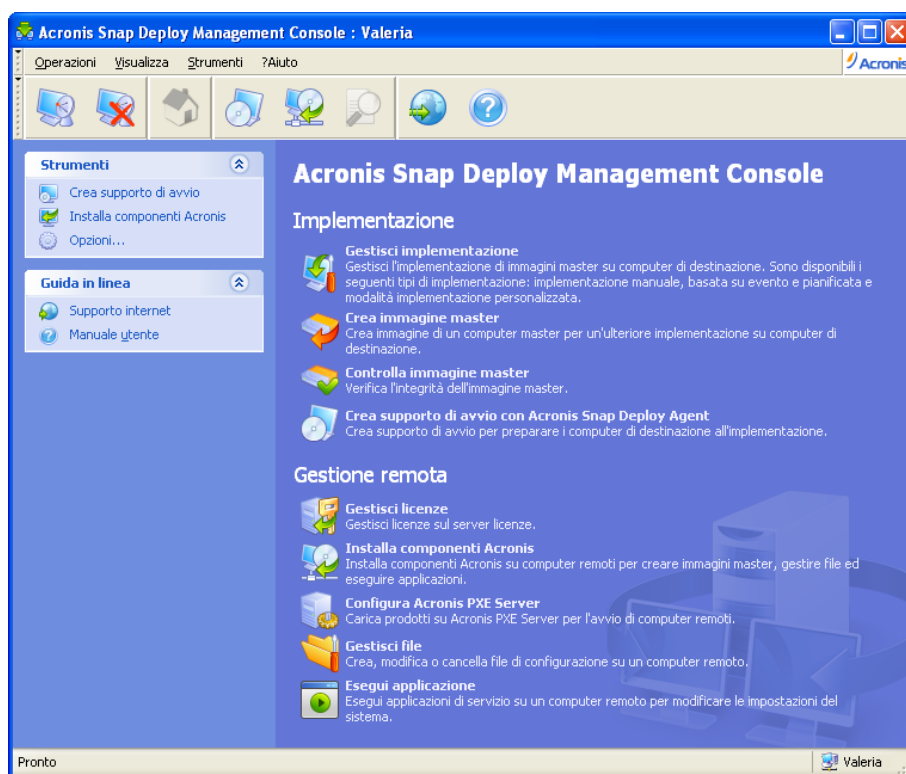 Acronis Snap Deploy Management Console : Valeria
Operazioni Visualizza Strumenti ?Aiuto
Acronis
Strumenti
Crea supporto di avvio
Installa componenti Acronis
Opzioni...
Guida in linea
Supporto internet
Manuale utente
Acronis Snap Deploy Management Console
Implementazione
Gestisci implementazione
Gestisci l'implementazione di immagini master su computer di destinazione. Sono disponibili i
seguenti tipi di implementazione: implementazione manuale, basata su evento e pianificata e
modalità implementazione personalizzata.
Crea immagine master
Crea immagine di un computer master per un'ulteriore implementazione su computer di
destinazione.
Controlla immagine master
Verifica l'integrità dell'immagine master.
Crea supporto di avvio con Acronis Snap Deploy Agent
Crea supporto di avvio per preparare i computer di destinazione all'implementazione.
Gestione remota
Gestisci licenze
Gestisci licenze sul server licenze.
Installa componenti Acronis
Installa componenti Acronis su computer remoti per creare immagini master, gestire file ed
eseguire applicazioni.
Configura Acronis PXE Server
Carica prodotti su Acronis PXE Server per l'avvio di computer remoti.
Gestisci file
Crea, modifica o cancella file di configurazione su un computer remoto.
Esegui applicazione
Esegui applicazioni di servizio su un computer remoto per modificare le impostazioni del
sistema.
Pronto
Valeria